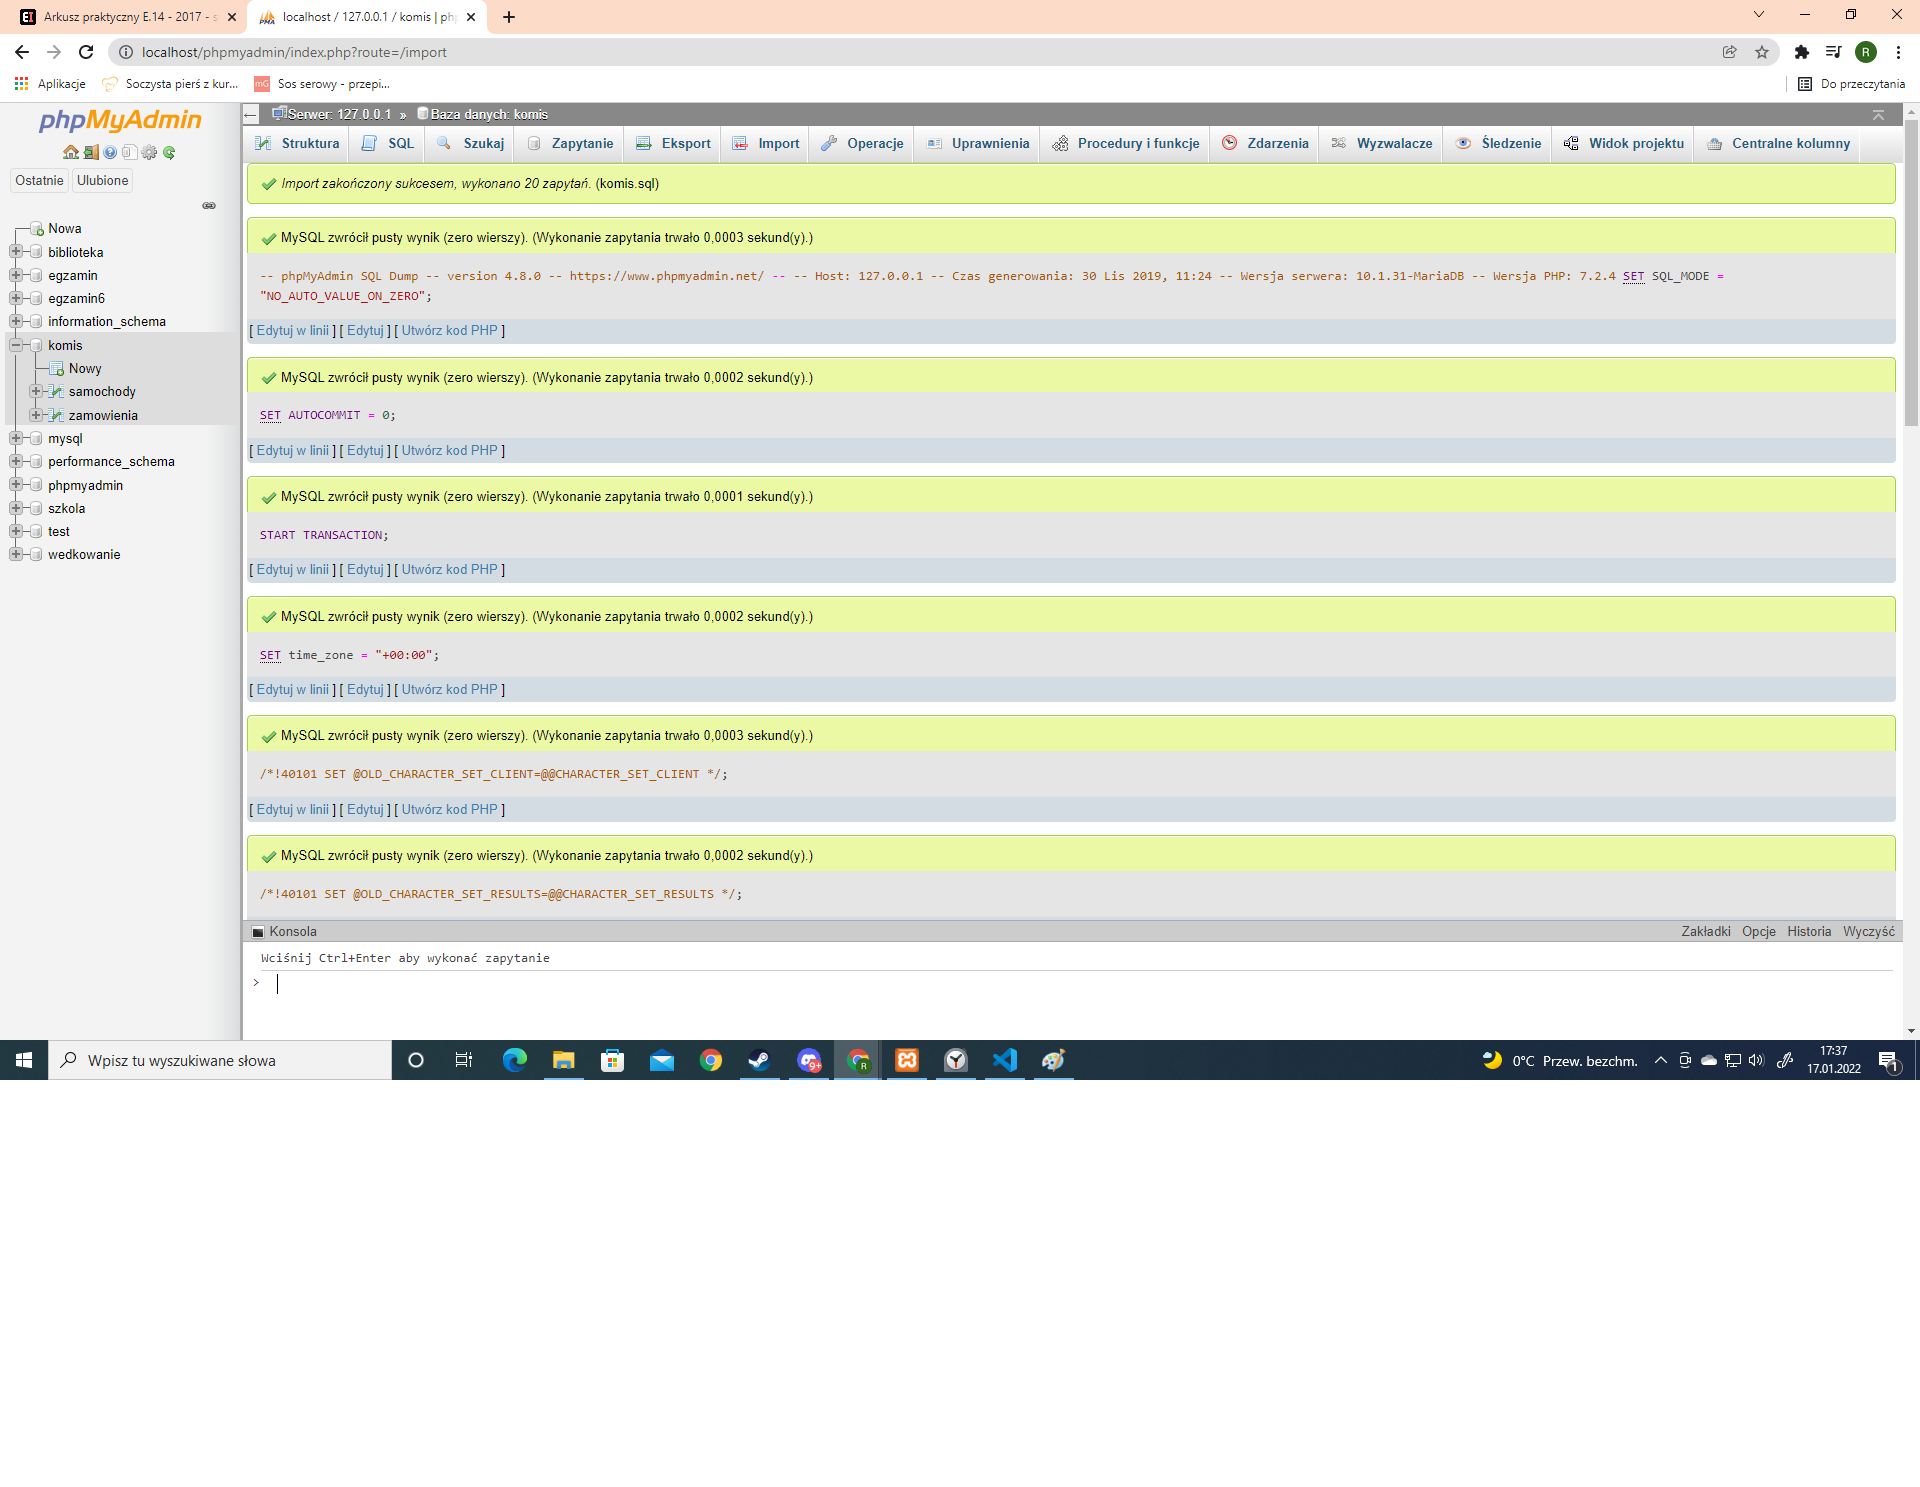 Arkusz praktyczny E.14 - 2017 - s
localhost / 127.0.0.1 / komis | php
localhost/phpmyadmin/index.php?route=/import
R
Aplikacje
Soczysta pierś z kur...
mG
Sos serowy - przepi...
Do przeczytania
phpMyAdmin
Ostatnie
Ulubione
Nowa
biblioteka
egzamin
egzamin6
information_schema
komis
Nowy
samochody
zamowienia
mysql
performance_schema
phpmyadmin
szkola
test
wedkowanie
Serwer: 127.0.0.1 » Baza danych: komis
Struktura SQL Szukaj Zapytanie Eksport Import Operacje Uprawnienia Procedury i funkcje Zdarzenia Wyzwalacze Śledzenie Widok projektu Centralne kolumny
Import zakończony sukcesem, wykonano 20 zapytań. (komis.sql)
MySQL zwrócił pusty wynik (zero wierszy). (Wykonanie zapytania trwało 0,0003 sekund(y).)
-- phpMyAdmin SQL Dump -- version 4.8.0 -- https://www.phpmyadmin.net/ -- -- Host: 127.0.0.1 -- Czas generowania: 30 Lis 2019, 11:24 -- Wersja serwera: 10.1.31-MariaDB -- Wersja PHP: 7.2.4 SET SQL_MODE =
"NO_AUTO_VALUE_ON_ZERO";
[ Edytuj w linii ] [ Edytuj ] [ Utwórz kod PHP ]
MySQL zwrócił pusty wynik (zero wierszy). (Wykonanie zapytania trwało 0,0002 sekund(y).)
SET AUTOCOMMIT = 0;
[ Edytuj w linii ] [ Edytuj ] [ Utwórz kod PHP ]
MySQL zwrócił pusty wynik (zero wierszy). (Wykonanie zapytania trwało 0,0001 sekund(y).)
START TRANSACTION;
[ Edytuj w linii ] [ Edytuj ] [ Utwórz kod PHP ]
MySQL zwrócił pusty wynik (zero wierszy). (Wykonanie zapytania trwało 0,0002 sekund(y).)
SET time_zone = "+00:00";
[ Edytuj w linii ] [ Edytuj ] [ Utwórz kod PHP ]
MySQL zwrócił pusty wynik (zero wierszy). (Wykonanie zapytania trwało 0,0003 sekund(y).)
/*!40101 SET @OLD_CHARACTER_SET_CLIENT=@@CHARACTER_SET_CLIENT */;
[ Edytuj w linii ] [ Edytuj ] [ Utwórz kod PHP ]
MySQL zwrócił pusty wynik (zero wierszy). (Wykonanie zapytania trwało 0,0002 sekund(y).)
/*!40101 SET @OLD_CHARACTER_SET_RESULTS=@@CHARACTER_SET_RESULTS */;
Konsola
Zakładki Opcje Historia Wyczyść
Wciśnij Ctrl+Enter aby wykonać zapytanie
>
Wpisz tu wyszukiwane słowa
9+
R
0°C Przew. bezchm.
17:37
17.01.2022
1